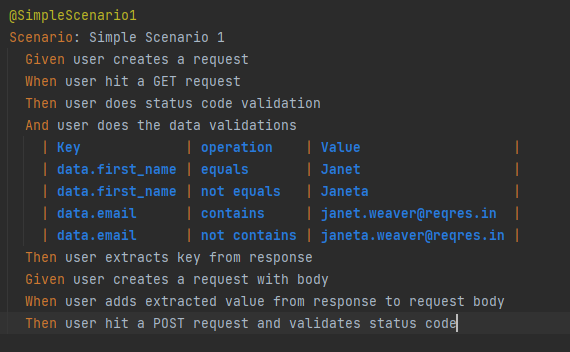 @SimpleScenario1
Scenario: Simple Scenario 1
Given user creates a request
When user hit a GET request
Then user does status code validation
And user does the data validations
| Key | operation | Value |
| data.first_name | equals | Janet |
| data.first_name | not equals | Janeta |
| data.email | contains | janet.weaver@reqres.in |
| data.email | not contains | janeta.weaver@reqres.in |
Then user extracts key from response
Given user creates a request with body
When user adds extracted value from response to request body
Then user hit a POST request and validates status code